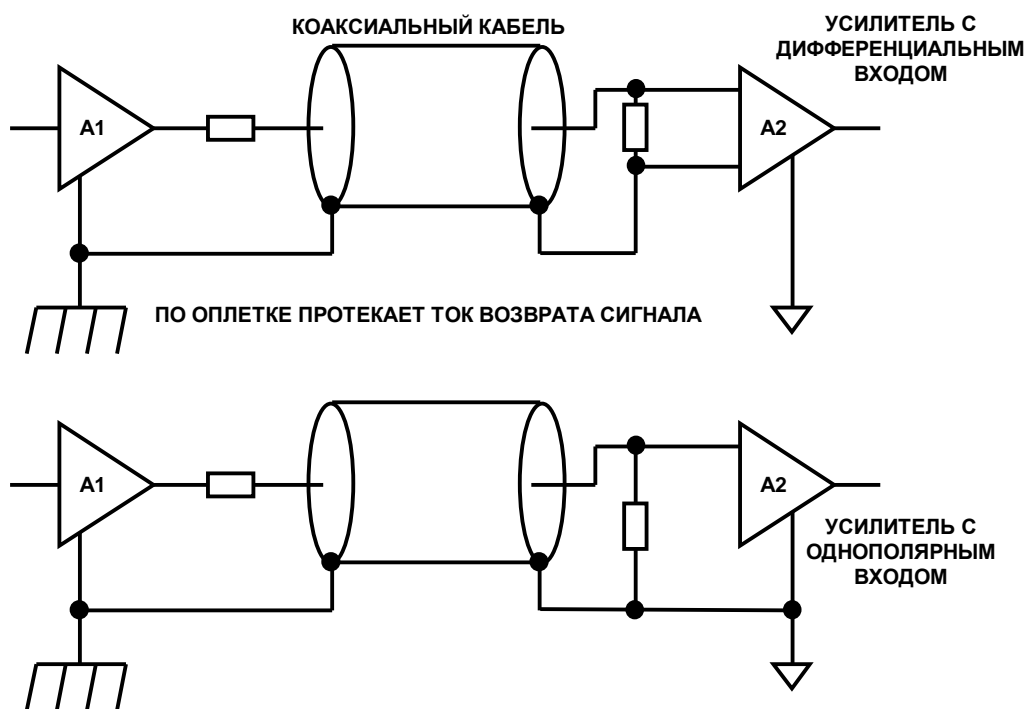 КОАКСИАЛЬНЫЙ КАБЕЛЬ
УСИЛИТЕЛЬ С
ДИФФЕРЕНЦИАЛЬНЫМ
ВХОДОМ
A1
A2
ПО ОПЛЕТКЕ ПРОТЕКАЕТ ТОК ВОЗВРАТА СИГНАЛА
A1
A2
УСИЛИТЕЛЬ С
ОДНОПОЛЯРНЫМ
ВХОДОМ